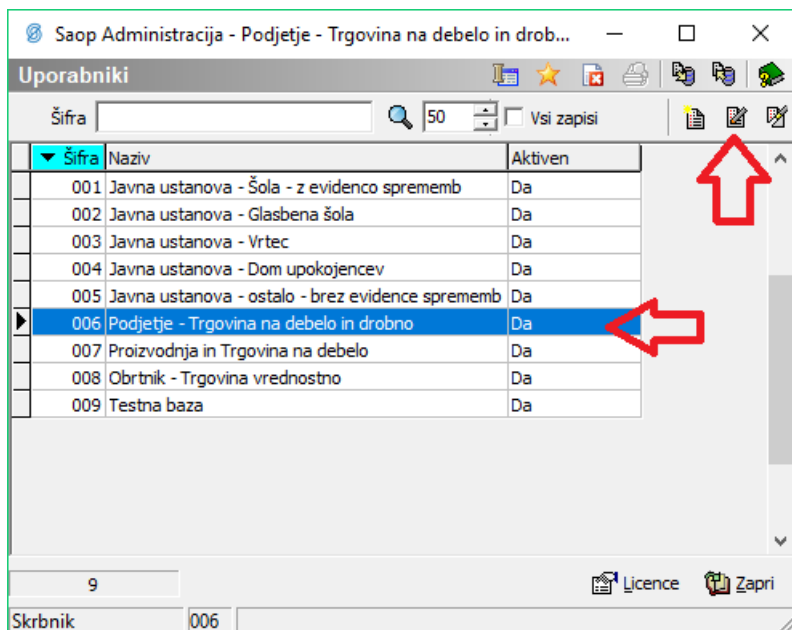 Saop Administracija - Podjetje - Trgovina na debelo in drob...
Uporabniki
Šifra 50 Vsi zapisi
Šifra Naziv Aktiven
001 Javna ustanova - Šola - z evidenco sprememb Da
002 Javna ustanova - Glasbena šola Da
003 Javna ustanova - Vrtec Da
004 Javna ustanova - Dom upokojencev Da
005 Javna ustanova - ostalo - brez evidence sprememb Da
006 Podjetje - Trgovina na debelo in drobno Da
007 Proizvodnja in Trgovina na debelo Da
008 Obrtnik - Trgovina vrednostno Da
009 Testna baza Da
9 Licence Zapri
Skrbnik 006